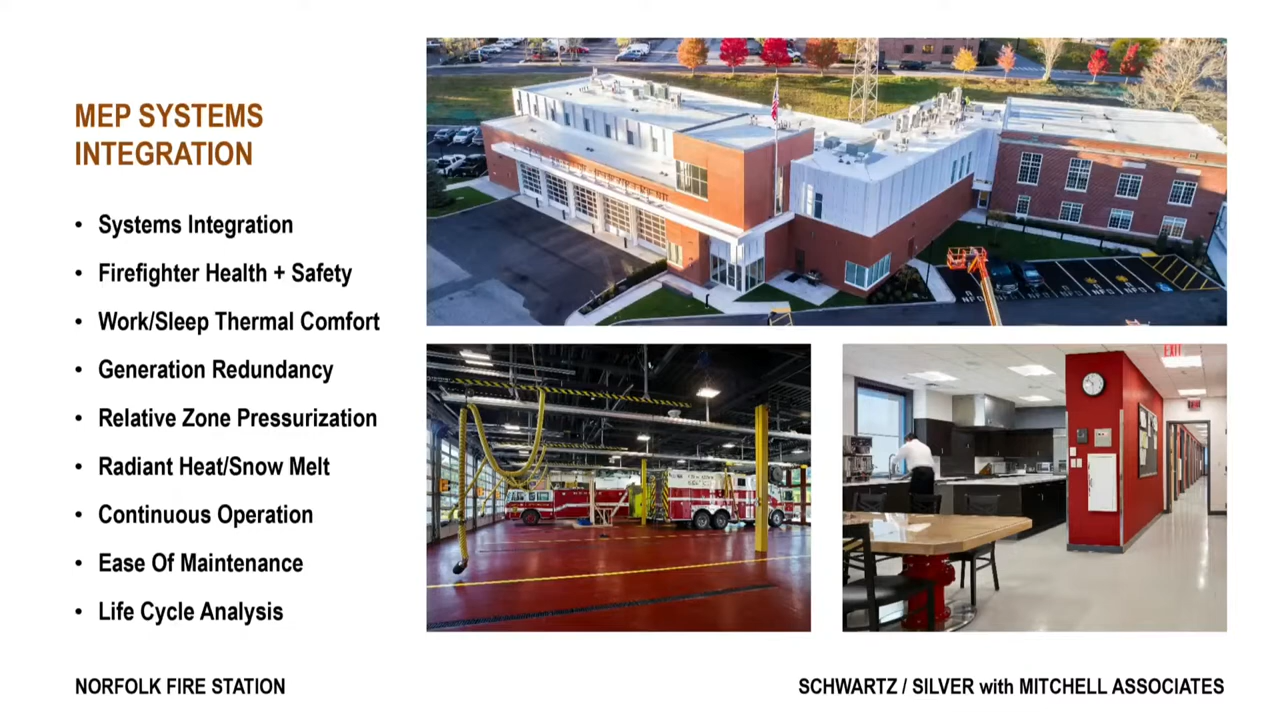 MEP SYSTEMS
INTEGRATION
• Systems Integration
• Firefighter Health + Safety
• Work/Sleep Thermal Comfort
• Generation Redundancy
• Relative Zone Pressurization
• Radiant Heat/Snow Melt
• Continuous Operation
• Ease Of Maintenance
• Life Cycle Analysis
EXIT
NORFOLK FIRE STATION
SCHWARTZ / SILVER with MITCHELL ASSOCIATES